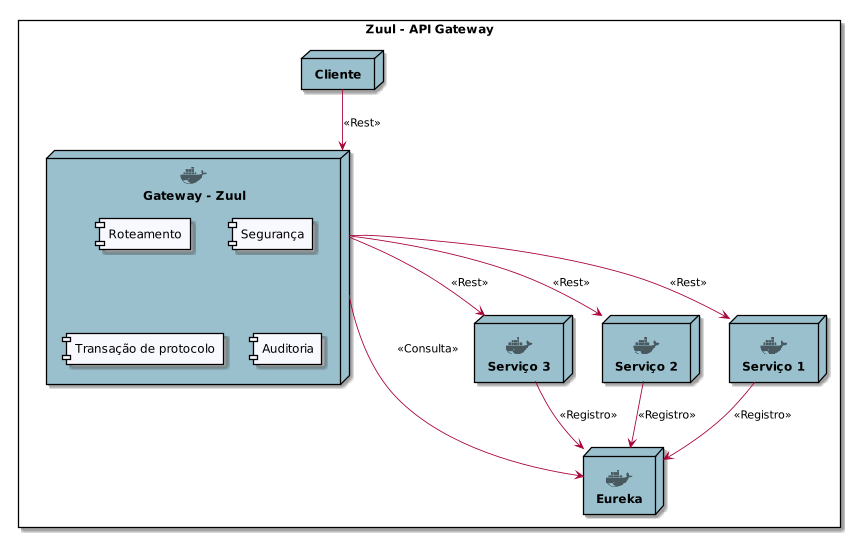 Zuul - API Gateway
Cliente
«Rest»
Gateway - Zuul
Roteamento
Segurança
Transação de protocolo
Auditoria
«Rest»
«Rest»
«Rest»
«Consulta»
Serviço 3
Serviço 2
Serviço 1
«Registro»
«Registro»
«Registro»
Eureka